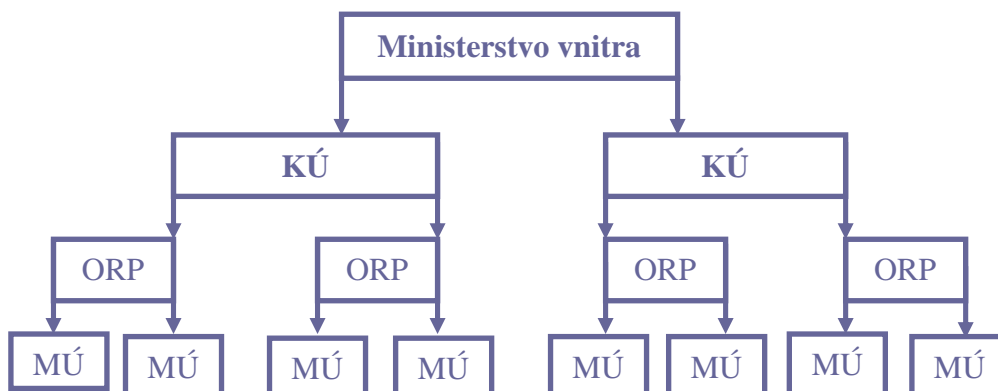 Ministerstvo vnitra
KÚ KÚ
ORP ORP ORP ORP
MÚ MÚ MÚ MÚ MÚ MÚ MÚ MÚ